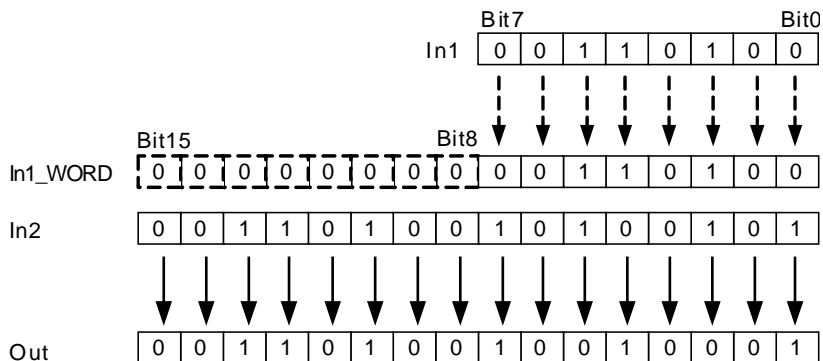 Bit7 Bit0
In1 0 0 1 1 0 1 0 0
Bit15 Bit8
In1_WORD 0 0 0 0 0 0 0 0 0 0 1 1 0 1 0 0
In2 0 0 1 1 0 1 0 0 1 0 1 0 0 1 0 1
Out 0 0 1 1 0 1 0 0 1 0 0 1 0 0 0 1